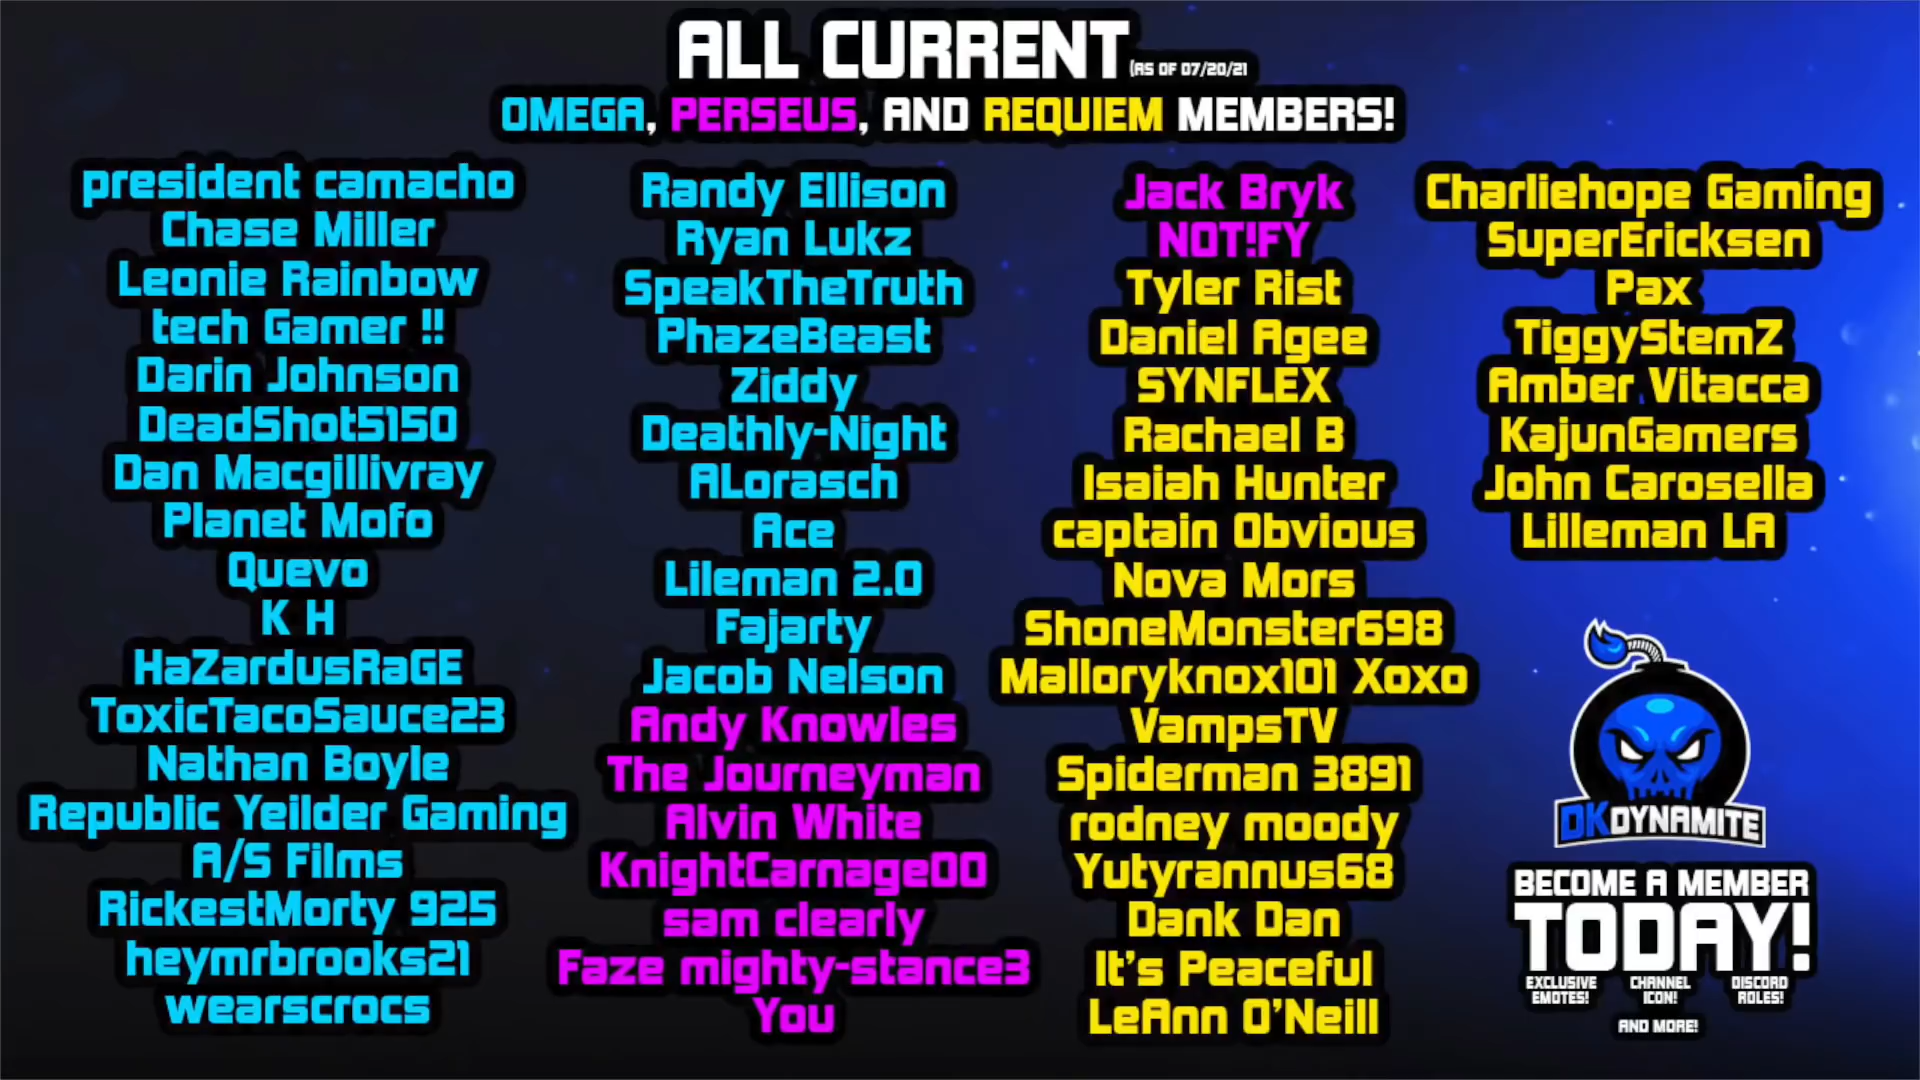 ALL CURRENT (AS OF 07/20/21
OMEGA, PERSEUS, AND REQUIEM MEMBERS!
president camacho
Chase Miller
Leonie Rainbow
tech Gamer !!
Darin Johnson
DeadShot5150
Dan Macgillivray
Planet Mofo
Quevo
K H
HaZardusRaGE
ToxicTacoSauce23
Nathan Boyle
Republic Yeilder Gaming
A/S Films
RickestMorty 925
heymrbrooks21
wearscrocs
Randy Ellison
Ryan Lukz
SpeakTheTruth
PhazeBeast
Ziddy
Deathly-Night
ALorasch
Ace
Lileman 2.0
Fajarty
Jacob Nelson
Andy Knowles
The Journeyman
Alvin White
KnightCarnage00
sam clearly
Faze mighty-stance3
You
Jack Bryk
NOT!FY
Tyler Rist
Daniel Agee
SYNFLEX
Rachael B
Isaiah Hunter
captain Obvious
Nova Mors
ShoneMonster698
Malloryknox101 Xoxo
VampsTV
Spiderman 3891
rodney moody
Yutyrannus68
Dank Dan
It's Peaceful
LeAnn O'Neill
Charliehope Gaming
SuperEricksen
Pax
TiggyStemZ
Amber Vitacca
KajunGamers
John Carosella
Lilleman LA
DKDYNAMITE
BECOME A MEMBER
TODAY!
EXCLUSIVE EMOTES!
CHANNEL ICON!
DISCORD ROLES!
AND MORE!